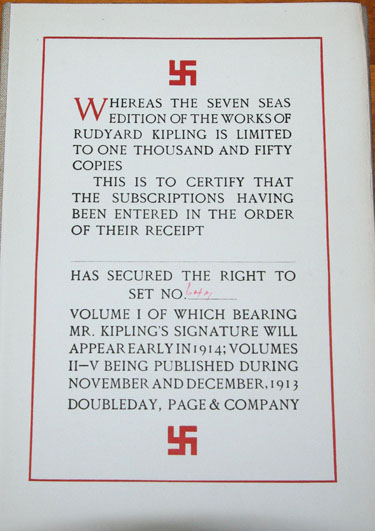 WHEREAS THE SEVEN SEAS
EDITION OF THE WORKS OF
RUDYARD KIPLING IS LIMITED
TO ONE THOUSAND AND FIFTY
COPIES
THIS IS TO CERTIFY THAT
THE SUBSCRIPTIONS HAVING
BEEN ENTERED IN THE ORDER
OF THEIR RECEIPT
HAS SECURED THE RIGHT TO
SET NO.
VOLUME I OF WHICH BEARING
MR. KIPLING'S SIGNATURE WILL
APPEAR EARLY IN 1914; VOLUMES
II–V BEING PUBLISHED DURING
NOVEMBER AND DECEMBER, 1913
DOUBLEDAY, PAGE & COMPANY